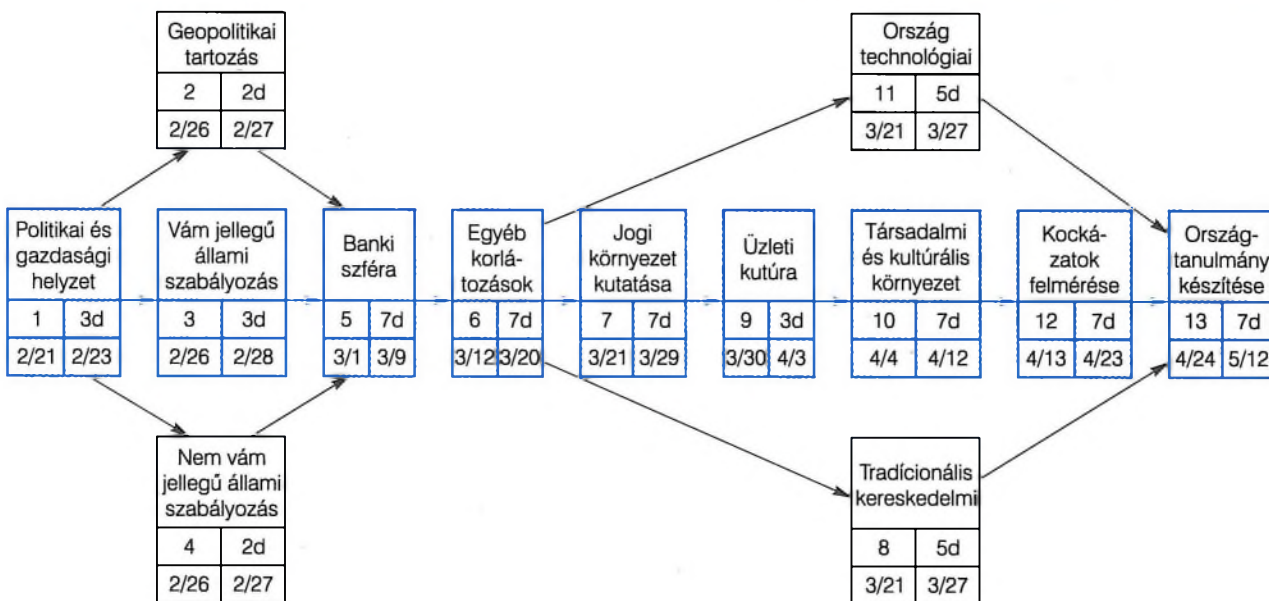 Geopolitikai
tartozás
2 2d
2/26 2/27
Ország
technológiai
11 5d
3/21 3/27
Politikai és
gazdasági
helyzet
1 3d
2/21 2/23
Vám jellegű
állami
szabályozás
3 3d
2/26 2/28
Banki
szféra
5 7d
3/1 3/9
Egyéb
korlá-
tozások
6 7d
3/12 3/20
Jogi
környezet
kutatása
7 7d
3/21 3/29
Üzleti
kutúra
9 3d
3/30 4/3
Társadalmi
és kultúrális
környezet
10 7d
4/4 4/12
Kocká-
zatok
felmérése
12 7d
4/13 4/23
Ország-
tanulmány
készítése
13 7d
4/24 5/12
Nem vám
jellegű állami
szabályozás
4 2d
2/26 2/27
Tradícionális
kereskedelmi
8 5d
3/21 3/27